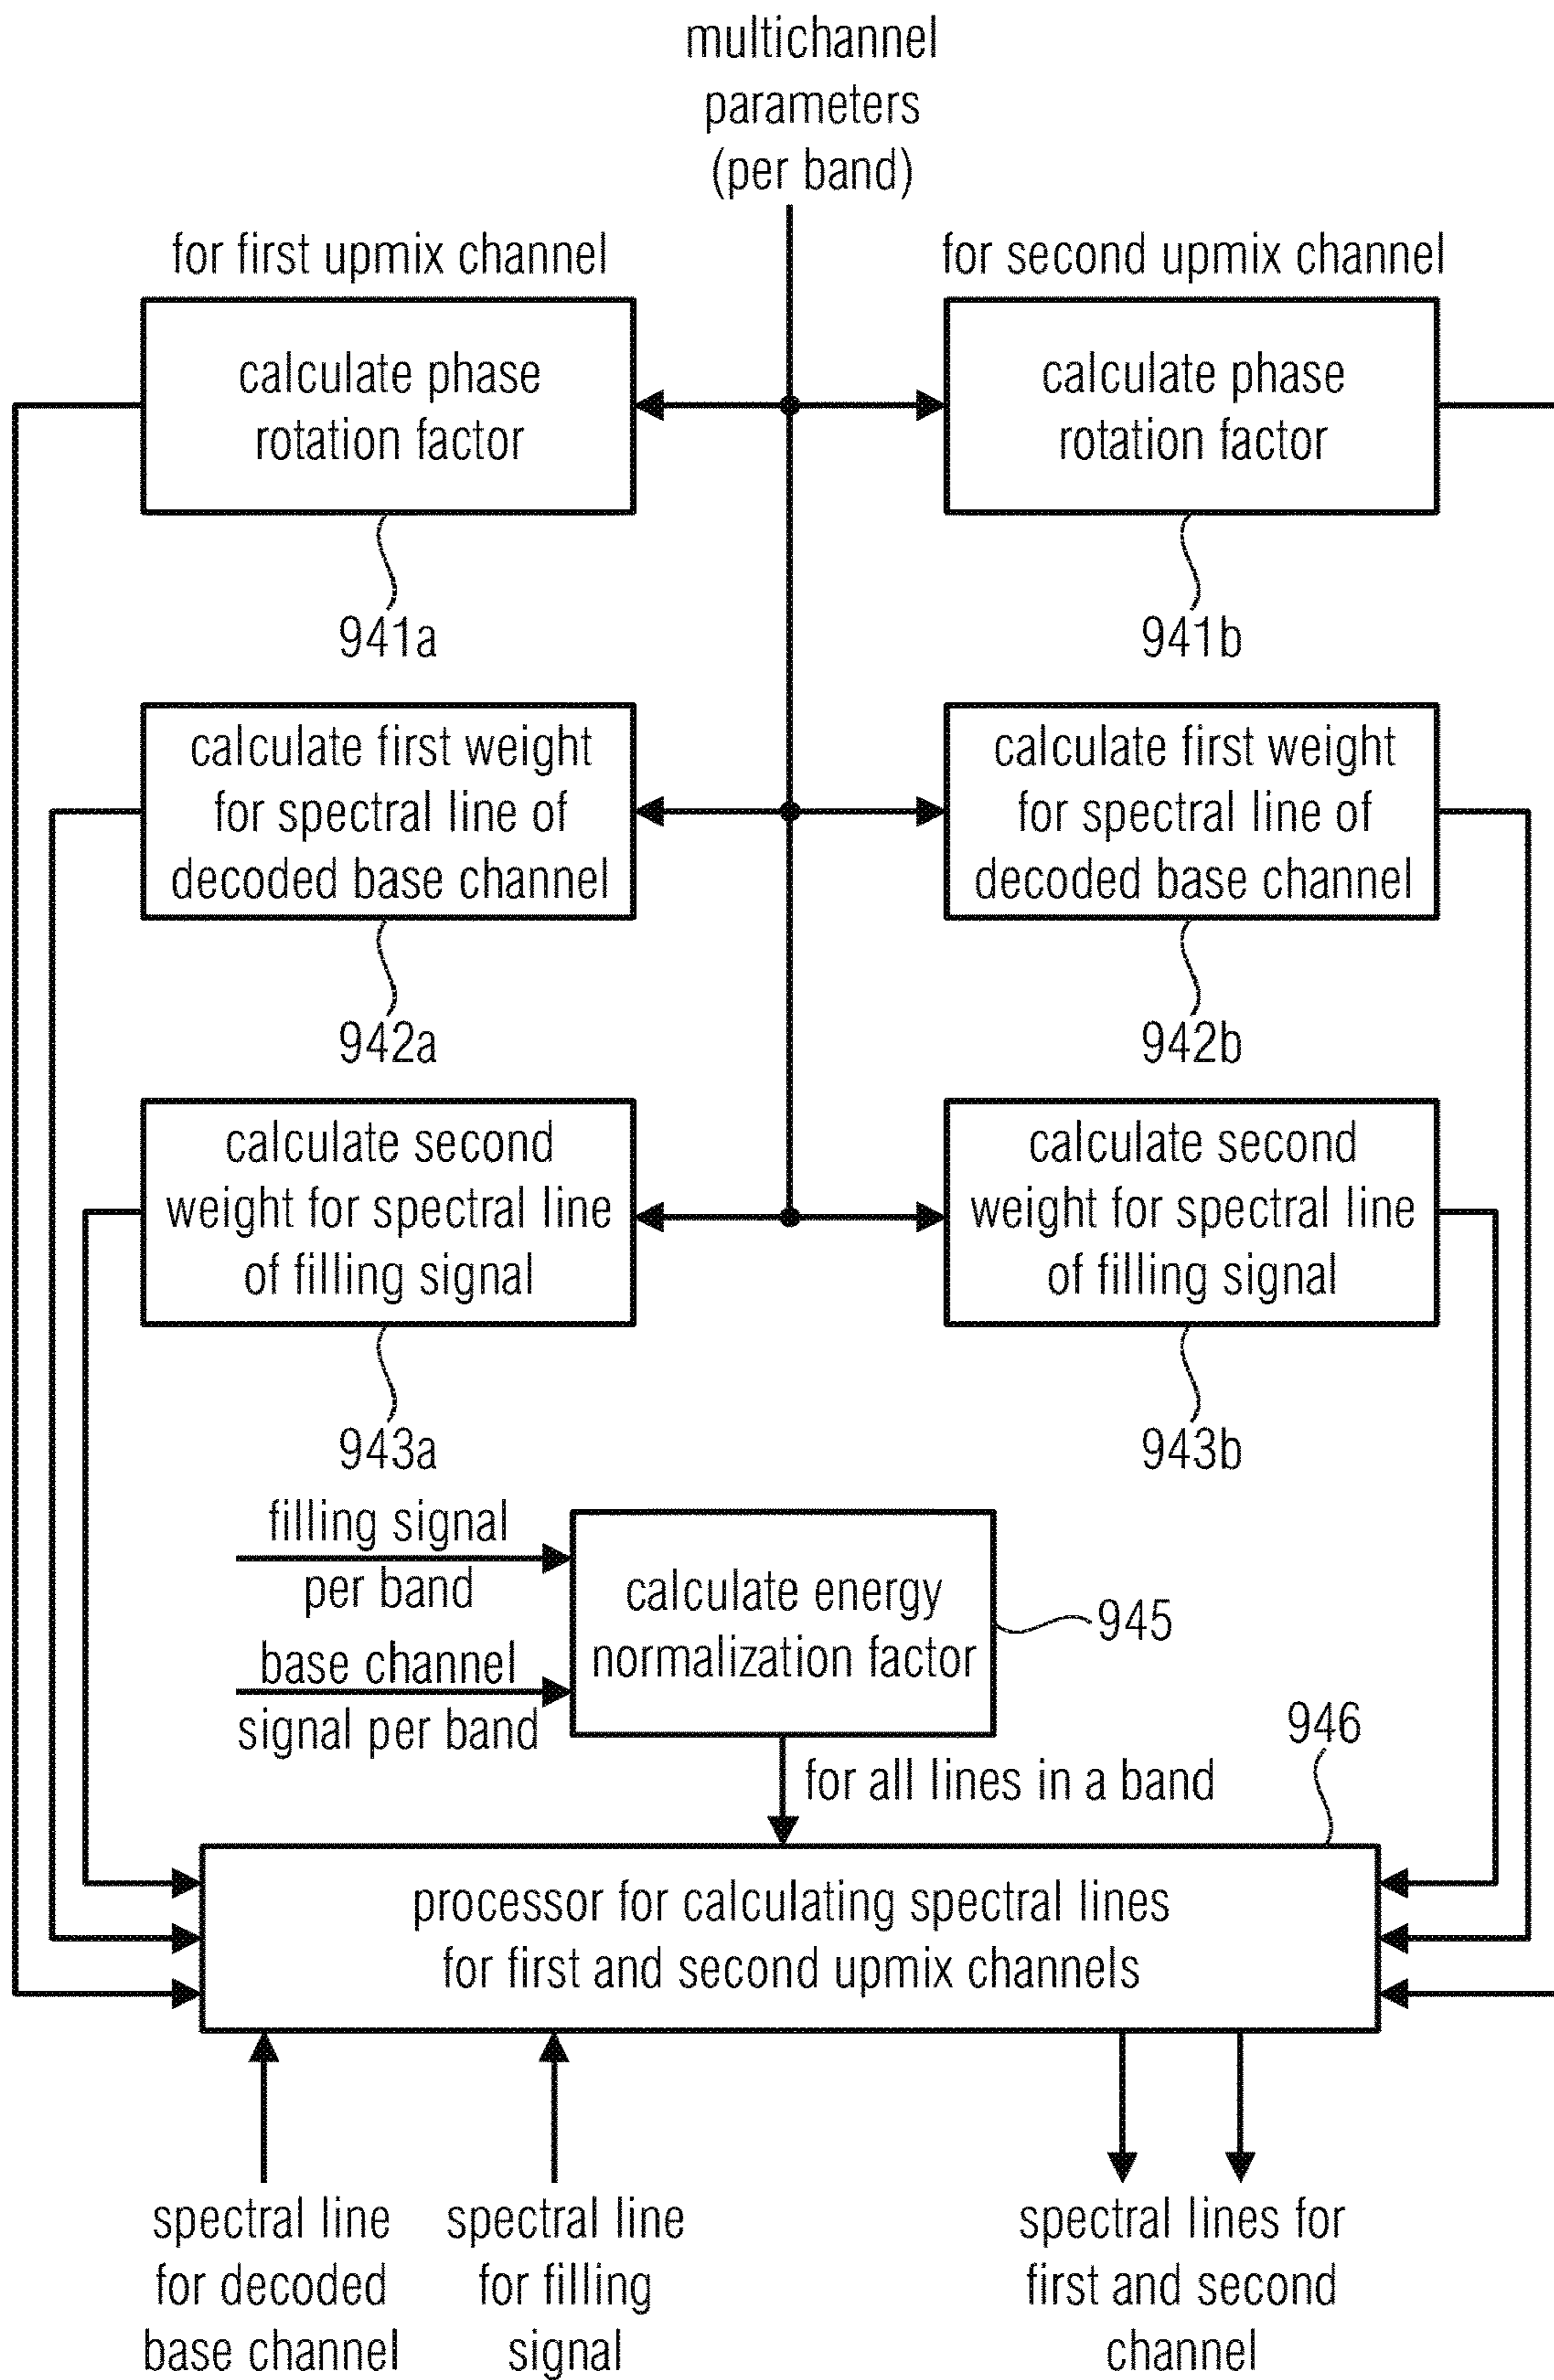 multichannel
parameters
(per band)
for first upmix channel
for second upmix channel
calculate phase
rotation factor
calculate phase
rotation factor
941a
941b
calculate first weight
for spectral line of
decoded base channel
calculate first weight
for spectral line of
decoded base channel
942a
942b
calculate second
weight for spectral line
of filling signal
calculate second
weight for spectral line
of filling signal
943a
943b
filling signal
per band
base channel
signal per band
calculate energy
normalization factor
945
946
for all lines in a band
processor for calculating spectral lines
for first and second upmix channels
spectral line
for decoded
base channel
spectral line
for filling
signal
spectral lines for
first and second
channel